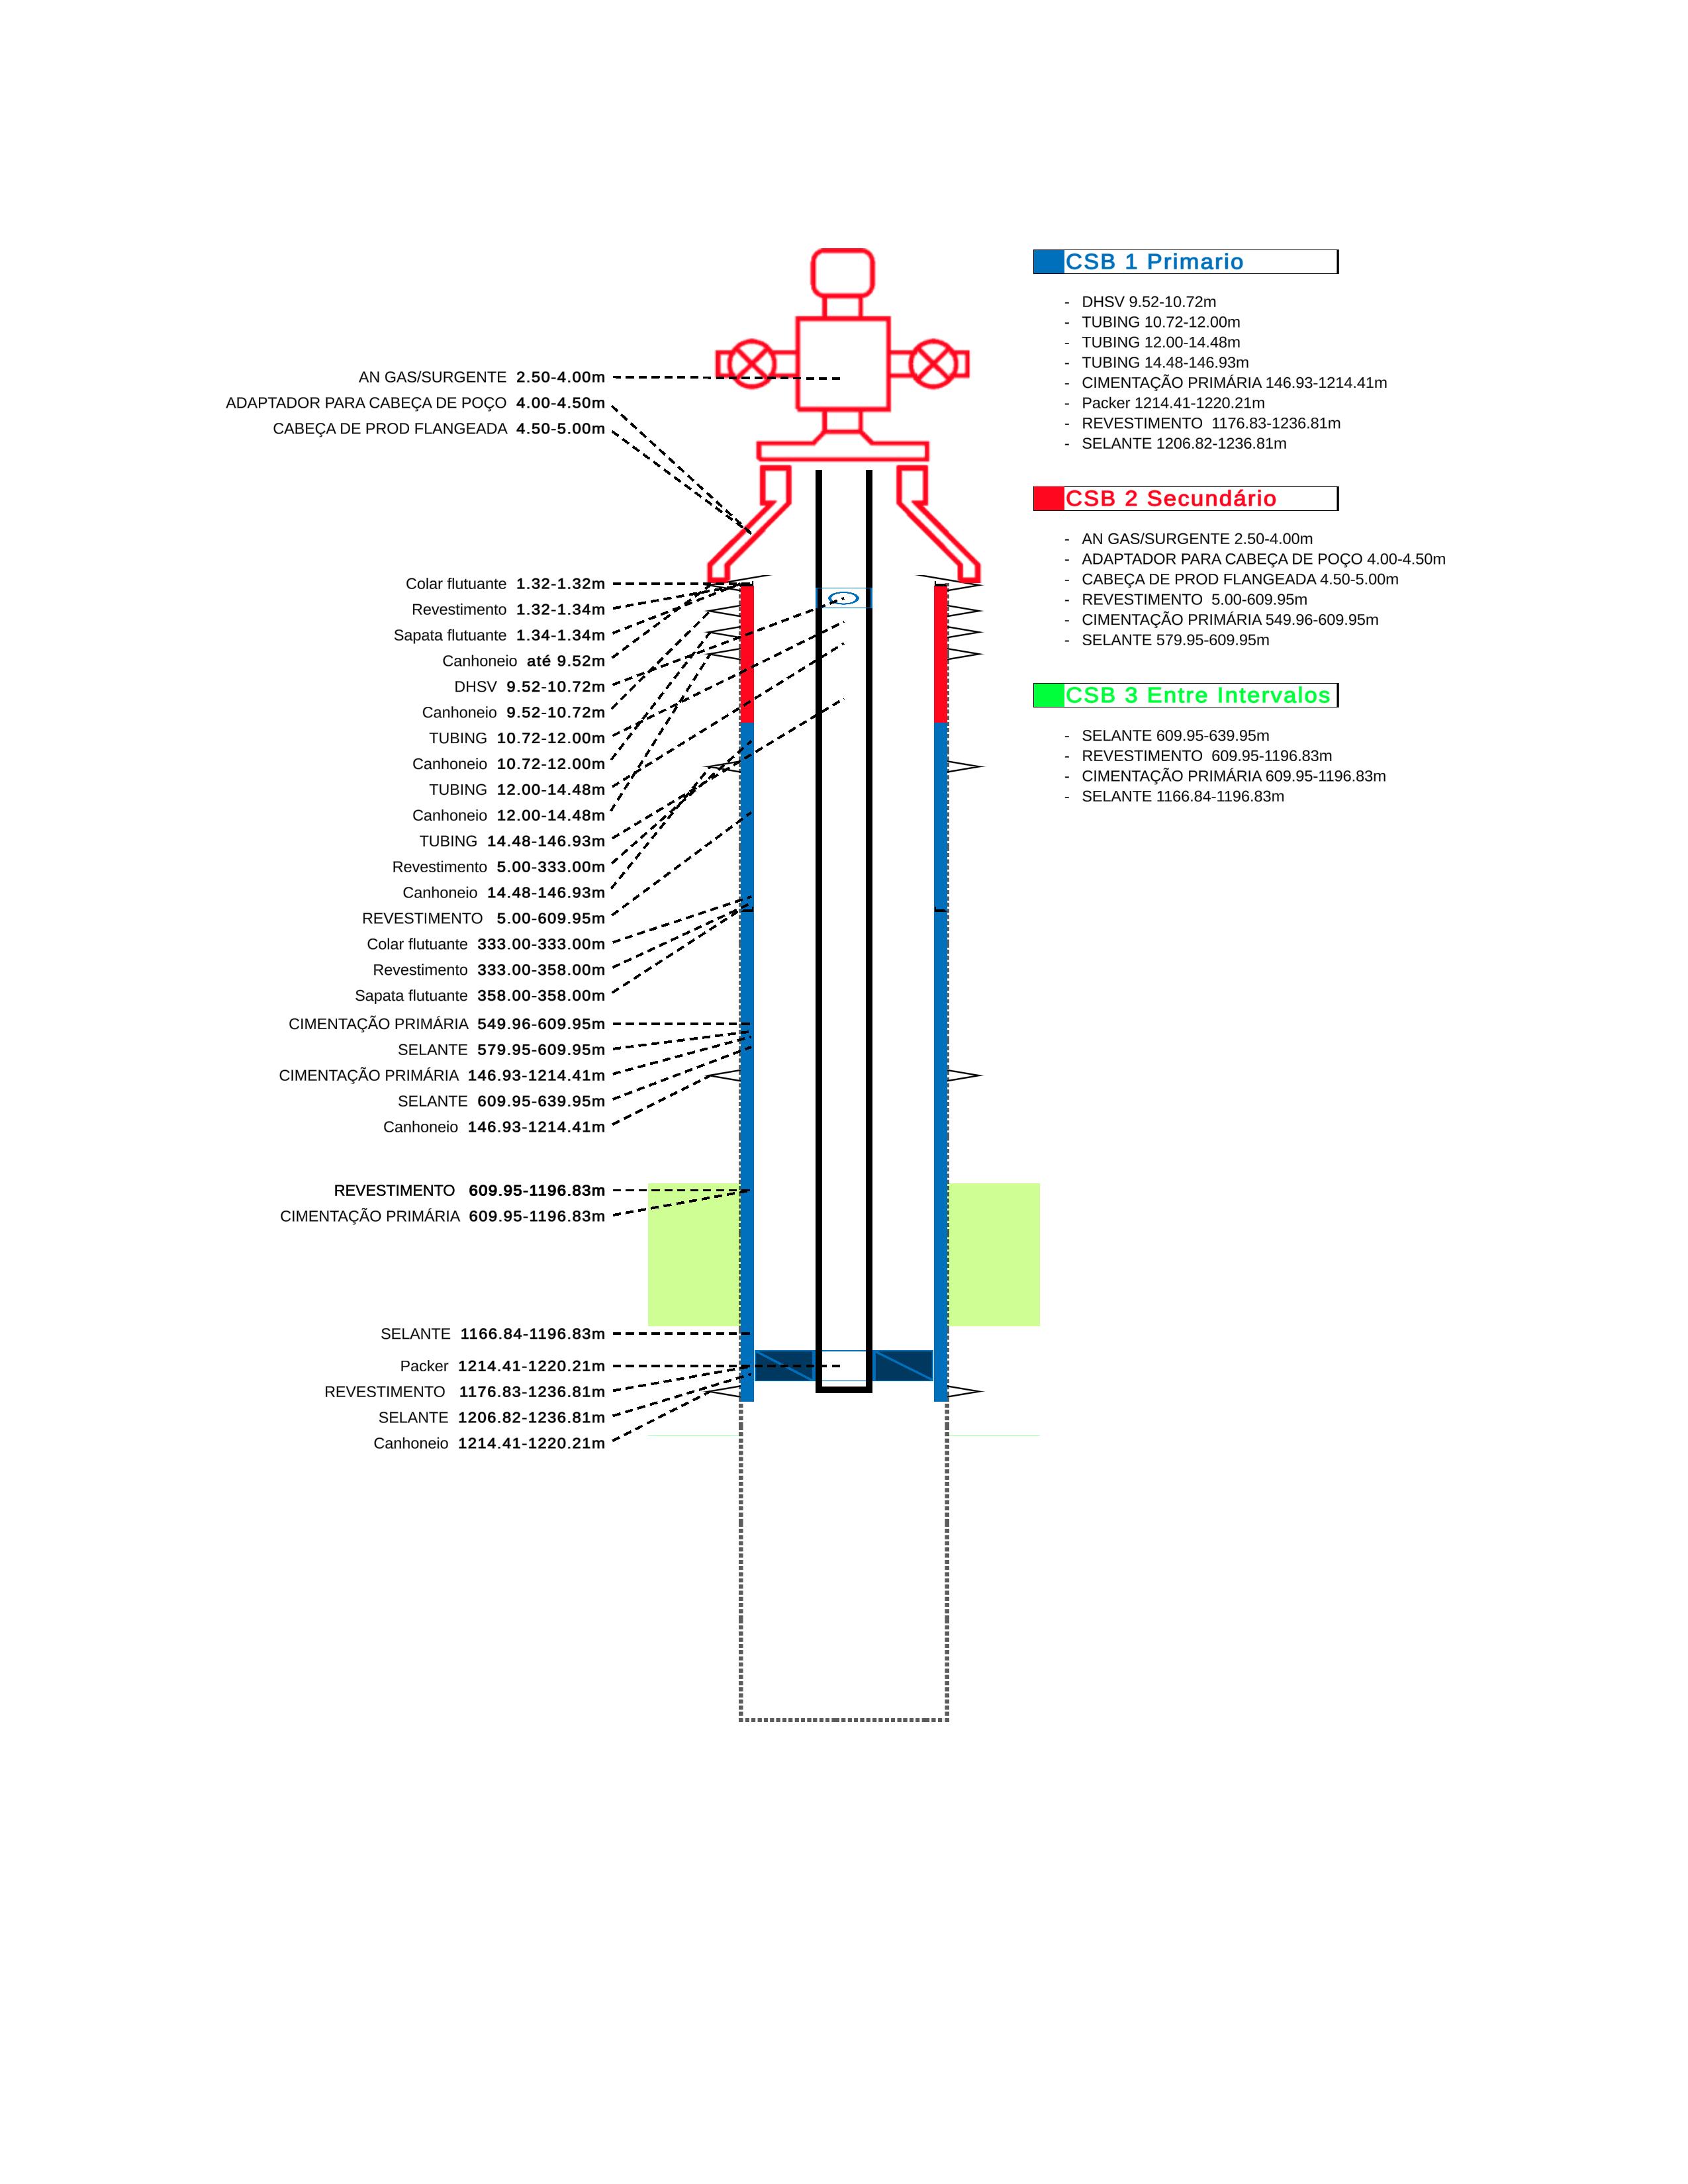 AN GAS/SURGENTE 2.50-4.00m
ADAPTADOR PARA CABEÇA DE POÇO 4.00-4.50m
CABEÇA DE PROD FLANGEADA 4.50-5.00m
Colar flutuante 1.32-1.32m
Revestimento 1.32-1.34m
Sapata flutuante 1.34-1.34m
Canhoneio até 9.52m
DHSV 9.52-10.72m
Canhoneio 9.52-10.72m
TUBING 10.72-12.00m
Canhoneio 10.72-12.00m
TUBING 12.00-14.48m
Canhoneio 12.00-14.48m
TUBING 14.48-146.93m
Revestimento 5.00-333.00m
Canhoneio 14.48-146.93m
REVESTIMENTO 5.00-609.95m
Colar flutuante 333.00-333.00m
Revestimento 333.00-358.00m
Sapata flutuante 358.00-358.00m
CIMENTAÇÃO PRIMÁRIA 549.96-609.95m
SELANTE 579.95-609.95m
CIMENTAÇÃO PRIMÁRIA 146.93-1214.41m
SELANTE 609.95-639.95m
Canhoneio 146.93-1214.41m
REVESTIMENTO 609.95-1196.83m
CIMENTAÇÃO PRIMÁRIA 609.95-1196.83m
SELANTE 1166.84-1196.83m
Packer 1214.41-1220.21m
REVESTIMENTO 1176.83-1236.81m
SELANTE 1206.82-1236.81m
Canhoneio 1214.41-1220.21m
CSB 1 Primario
- DHSV 9.52-10.72m
- TUBING 10.72-12.00m
- TUBING 12.00-14.48m
- TUBING 14.48-146.93m
- CIMENTAÇÃO PRIMÁRIA 146.93-1214.41m
- Packer 1214.41-1220.21m
- REVESTIMENTO 1176.83-1236.81m
- SELANTE 1206.82-1236.81m
CSB 2 Secundário
- AN GAS/SURGENTE 2.50-4.00m
- ADAPTADOR PARA CABEÇA DE POÇO 4.00-4.50m
- CABEÇA DE PROD FLANGEADA 4.50-5.00m
- REVESTIMENTO 5.00-609.95m
- CIMENTAÇÃO PRIMÁRIA 549.96-609.95m
- SELANTE 579.95-609.95m
CSB 3 Entre Intervalos
- SELANTE 609.95-639.95m
- REVESTIMENTO 609.95-1196.83m
- CIMENTAÇÃO PRIMÁRIA 609.95-1196.83m
- SELANTE 1166.84-1196.83m